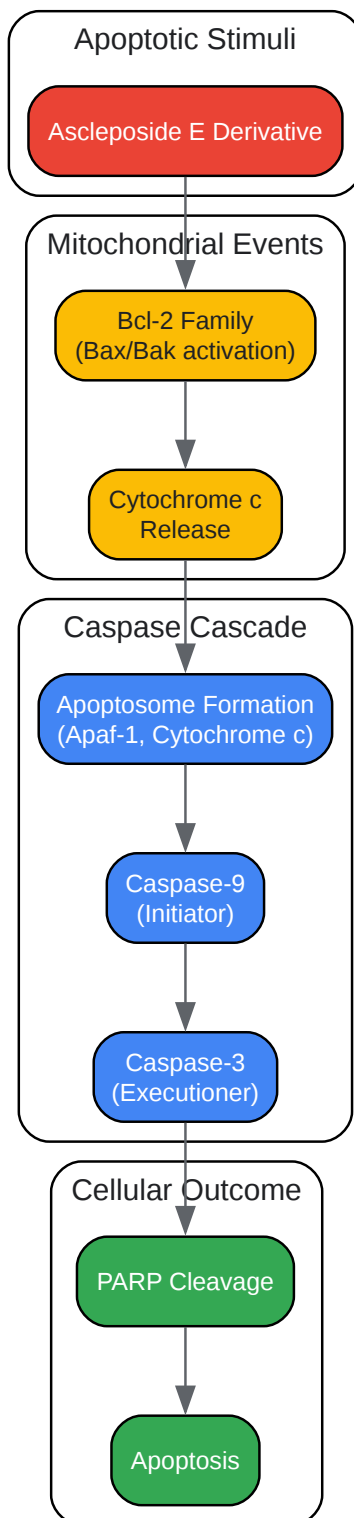 Apoptotic Stimuli
Ascleposide E Derivative
Mitochondrial Events
Bcl-2 Family
(Bax/Bak activation)
Cytochrome c
Release
Caspase Cascade
Apoptosome Formation
(Apaf-1, Cytochrome c)
Caspase-9
(Initiator)
Caspase-3
(Executioner)
Cellular Outcome
PARP Cleavage
Apoptosis